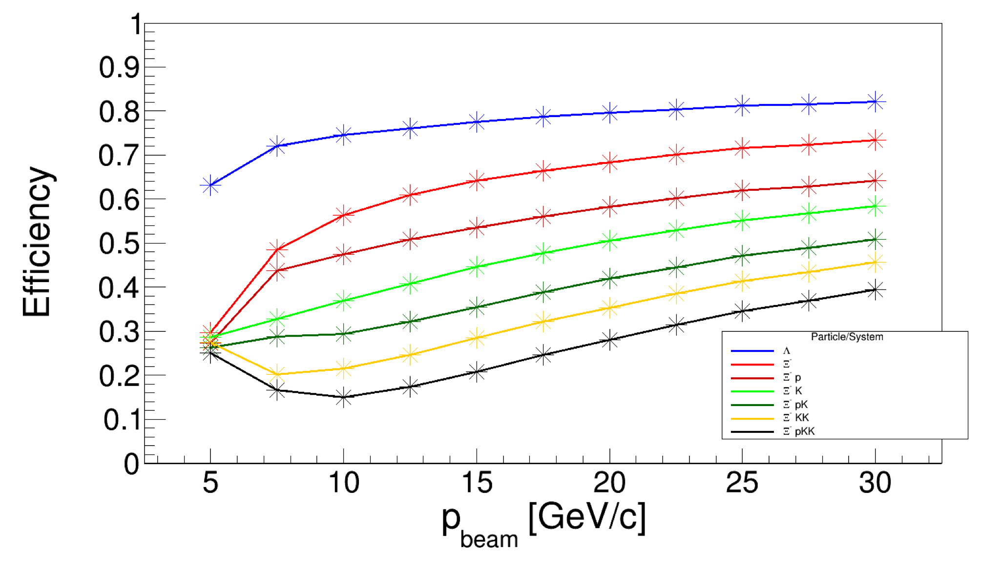 1
0.9
0.8
0.7
0.6
0.5
0.4
0.3
0.2
0.1
0
Efficiency
5 10 15 20 25 30
p_beam [GeV/c]
Particle/System
Λ
Ξ⁻
Ξ⁻ p
Ξ⁻ K
Ξ⁻ pK
Ξ⁻ KK
Ξ⁻ pKK